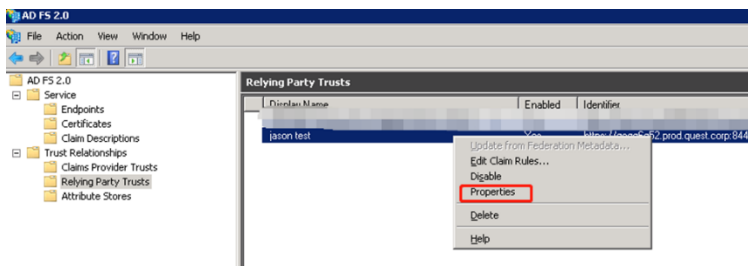 AD FS 2.0
File Action View Window Help
AD FS 2.0
Service
Endpoints
Certificates
Claim Descriptions
Trust Relationships
Claims Provider Trusts
Relying Party Trusts
Attribute Stores
Relying Party Trusts
Display Name Enabled Identifier
jason test Yes
Update from Federation Metadata...
Edit Claim Rules...
Disable
Properties
Delete
Help